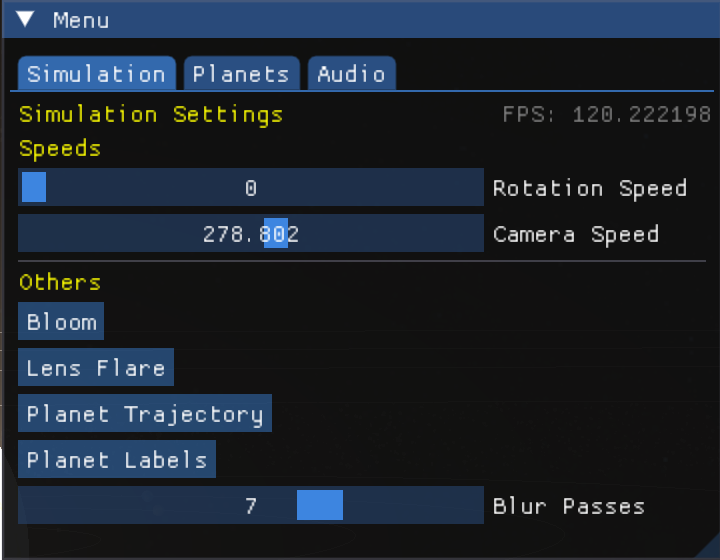 Menu
Simulation Planets Audio
Simulation Settings FPS: 120.222198
Speeds
0 Rotation Speed
278.802 Camera Speed
Others
Bloom
Lens Flare
Planet Trajectory
Planet Labels
7 Blur Passes